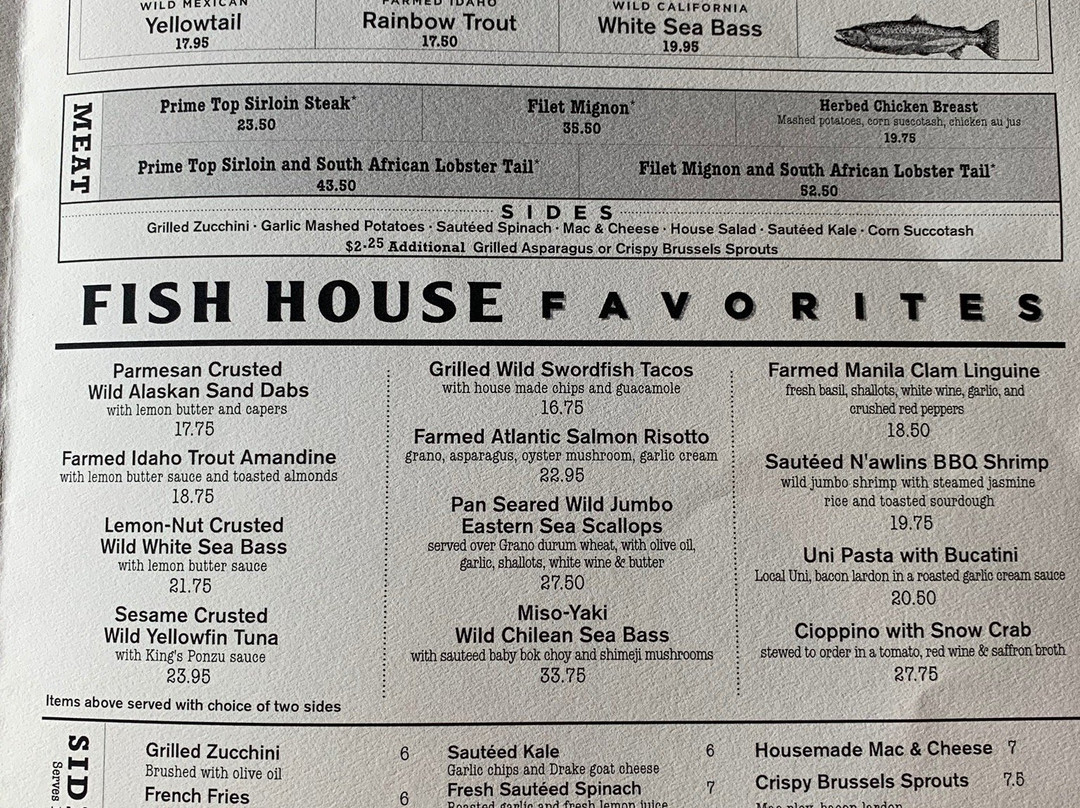 WILD MEXICAN
Yellowtail
17.95
FARMED IDAHO
Rainbow Trout
17.50
WILD CALIFORNIA
White Sea Bass
19.95
MEAT
Prime Top Sirloin Steak*
23.50
Filet Mignon*
35.50
Herbed Chicken Breast
Mashed potatoes, corn succotash, chicken au jus
19.75
Prime Top Sirloin and South African Lobster Tail*
43.50
Filet Mignon and South African Lobster Tail*
52.50
SIDES
Grilled Zucchini · Garlic Mashed Potatoes · Sautéed Spinach · Mac & Cheese · House Salad · Sautéed Kale · Corn Succotash
$2.25 Additional Grilled Asparagus or Crispy Brussels Sprouts
FISH HOUSE FAVORITES
Parmesan Crusted
Wild Alaskan Sand Dabs
with lemon butter and capers
17.75
Farmed Idaho Trout Amandine
with lemon butter sauce and toasted almonds
18.75
Lemon-Nut Crusted
Wild White Sea Bass
with lemon butter sauce
21.75
Sesame Crusted
Wild Yellowfin Tuna
with King's Ponzu sauce
23.95
Items above served with choice of two sides
Grilled Wild Swordfish Tacos
with house made chips and guacamole
16.75
Farmed Atlantic Salmon Risotto
grano, asparagus, oyster mushroom, garlic cream
22.95
Pan Seared Wild Jumbo
Eastern Sea Scallops
served over Grano durum wheat, with olive oil,
garlic, shallots, white wine & butter
27.50
Miso-Yaki
Wild Chilean Sea Bass
with sauteed baby bok choy and shimeji mushrooms
33.75
Farmed Manila Clam Linguine
fresh basil, shallots, white wine, garlic, and
crushed red peppers
18.50
Sautéed N'awlins BBQ Shrimp
wild jumbo shrimp with steamed jasmine
rice and toasted sourdough
19.75
Uni Pasta with Bucatini
Local Uni, bacon lardon in a roasted garlic cream sauce
20.50
Cioppino with Snow Crab
stewed to order in a tomato, red wine & saffron broth
27.75
SID
Serves
Grilled Zucchini 6
Brushed with olive oil
French Fries 6
Sautéed Kale 6
Garlic chips and Drake goat cheese
Fresh Sautéed Spinach 7
Roasted garlic and fresh lemon juice
Housemade Mac & Cheese 7
Crispy Brussels Sprouts 7.5